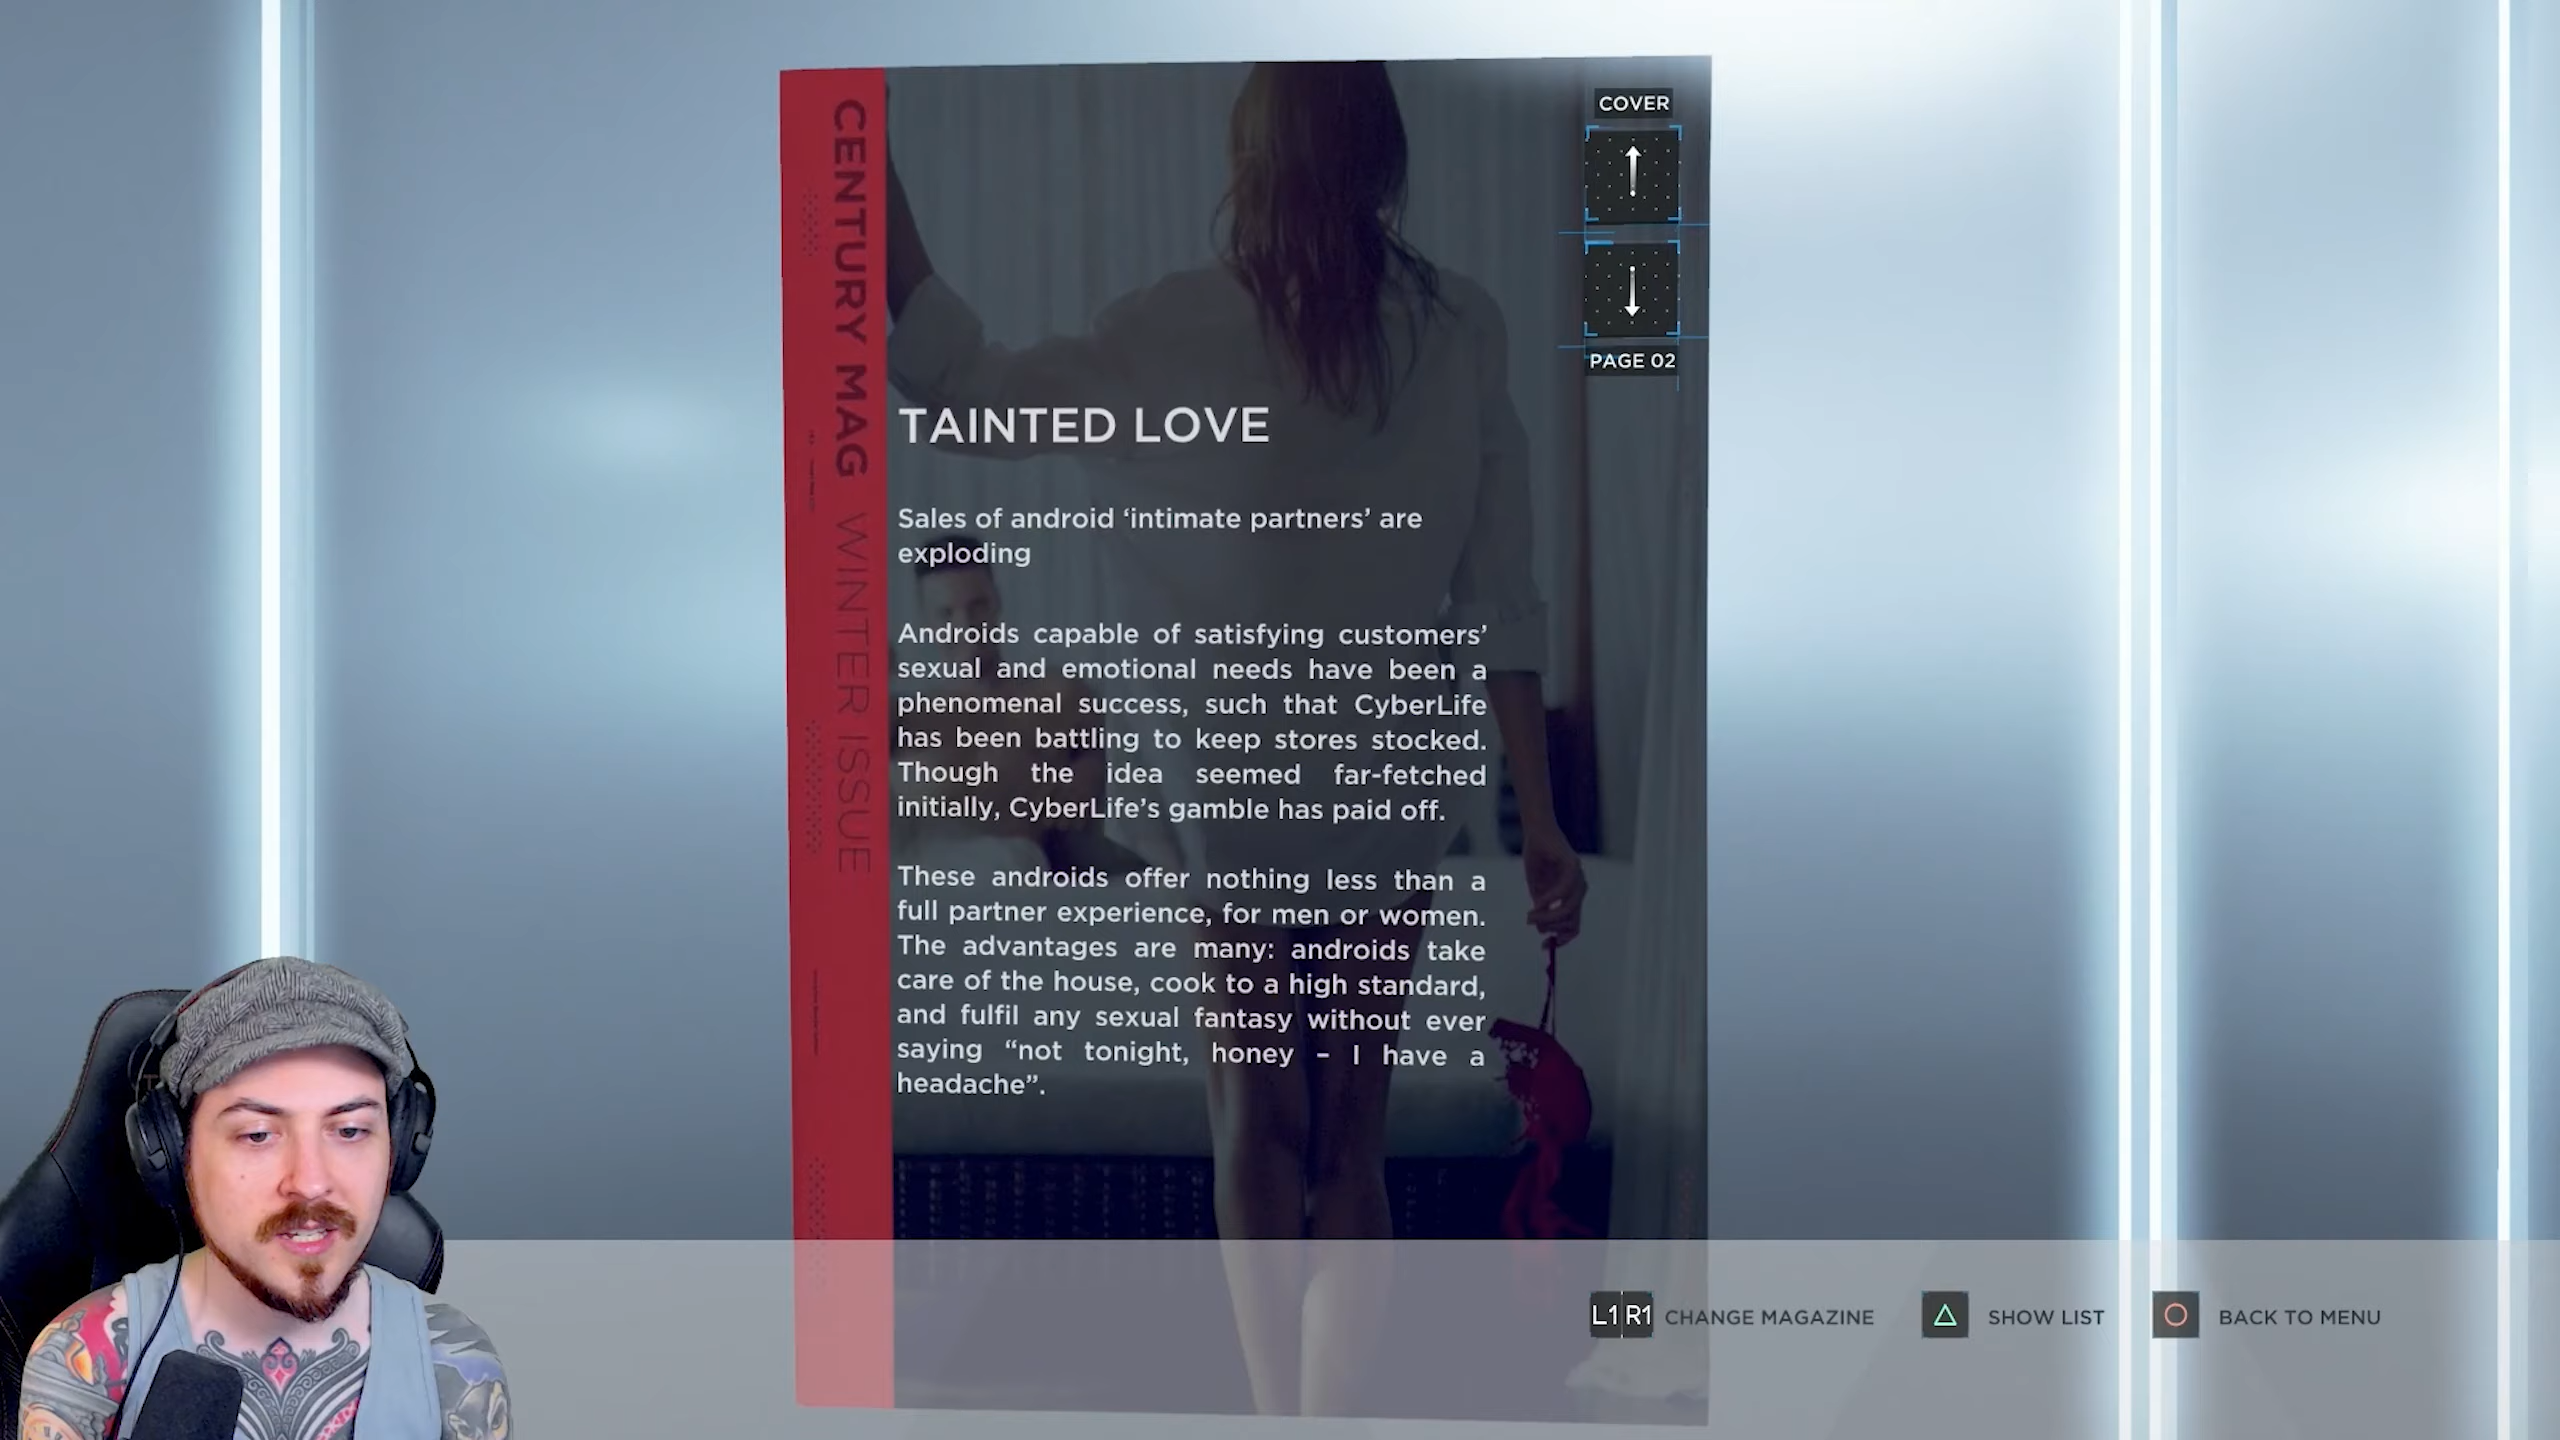 COVER
PAGE 02
CENTURY MAG WINTER ISSUE
TAINTED LOVE
Sales of android ‘intimate partners’ are
exploding
Androids capable of satisfying customers’
sexual and emotional needs have been a
phenomenal success, such that CyberLife
has been battling to keep stores stocked.
Though the idea seemed far-fetched
initially, CyberLife’s gamble has paid off.
These androids offer nothing less than a
full partner experience, for men or women.
The advantages are many: androids take
care of the house, cook to a high standard,
and fulfil any sexual fantasy without ever
saying “not tonight, honey – I have a
headache”.
L1 R1 CHANGE MAGAZINE
SHOW LIST
BACK TO MENU